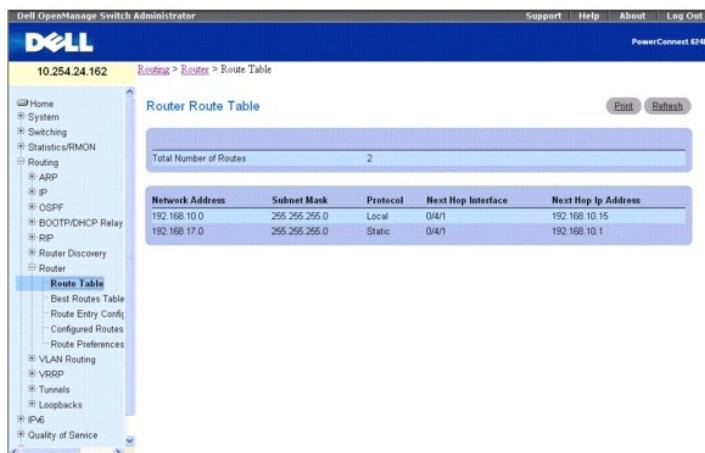 Dell OpenManage Switch Administrator
Support Help About Log Out
DELL
PowerConnect 6248
10.254.24.162
Routing > Router > Route Table
Home
System
Switching
Statistics/RMON
Routing
ARP
IP
OSPF
BOOTP/DHCP Relay
RIP
Router Discovery
Router
Route Table
Best Routes Table
Route Entry Config
Configured Routes
Route Preferences
VLAN Routing
VRRP
Tunnels
Loopbacks
IPv6
Quality of Service
Router Route Table
Print Refresh
Total Number of Routes 2
Network Address Subnet Mask Protocol Next Hop Interface Next Hop Ip Address
192.168.10.0 255.255.255.0 Local 0/4/1 192.168.10.15
192.168.17.0 255.255.255.0 Static 0/4/1 192.168.10.1